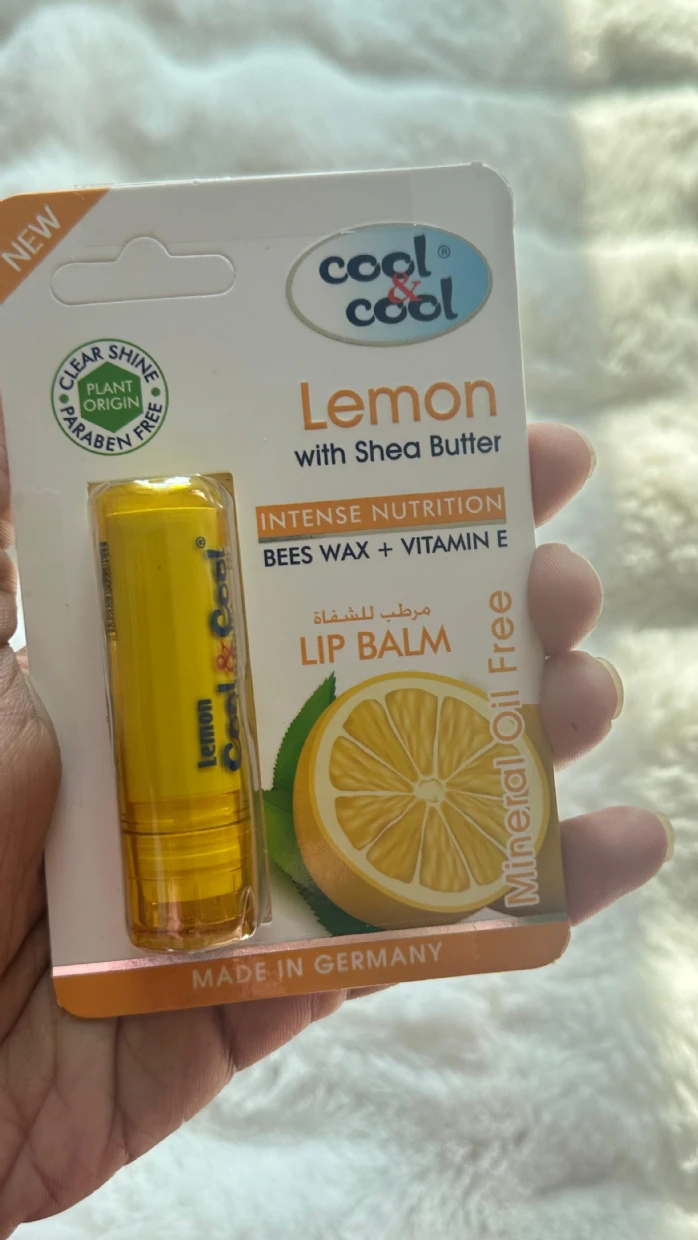 NEW
cool ®
&
cool
CLEAR SHINE
PLANT
ORIGIN
PARABEN FREE
Lemon
with Shea Butter
INTENSE NUTRITION
BEES WAX + VITAMIN E
مرطب للشفاة
LIP BALM
Mineral Oil Free
Lemon
Cool & Cool ®
MADE IN GERMANY